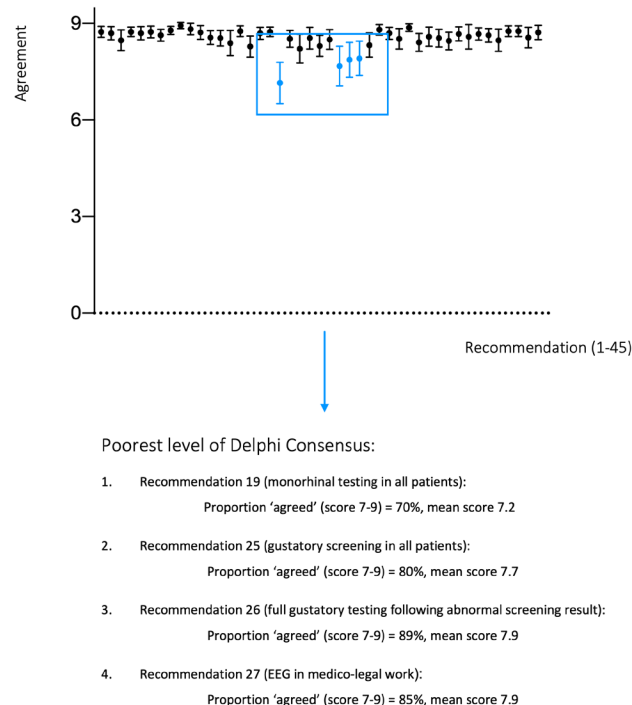 Agreement
9
6
3
0
Recommendation (1-45)
Poorest level of Delphi Consensus:
1. Recommendation 19 (monorhinal testing in all patients):
Proportion ‘agreed’ (score 7-9) = 70%, mean score 7.2
2. Recommendation 25 (gustatory screening in all patients):
Proportion ‘agreed’ (score 7-9) = 80%, mean score 7.7
3. Recommendation 26 (full gustatory testing following abnormal screening result):
Proportion ‘agreed’ (score 7-9) = 89%, mean score 7.9
4. Recommendation 27 (EEG in medico-legal work):
Proportion ‘agreed’ (score 7-9) = 85%, mean score 7.9